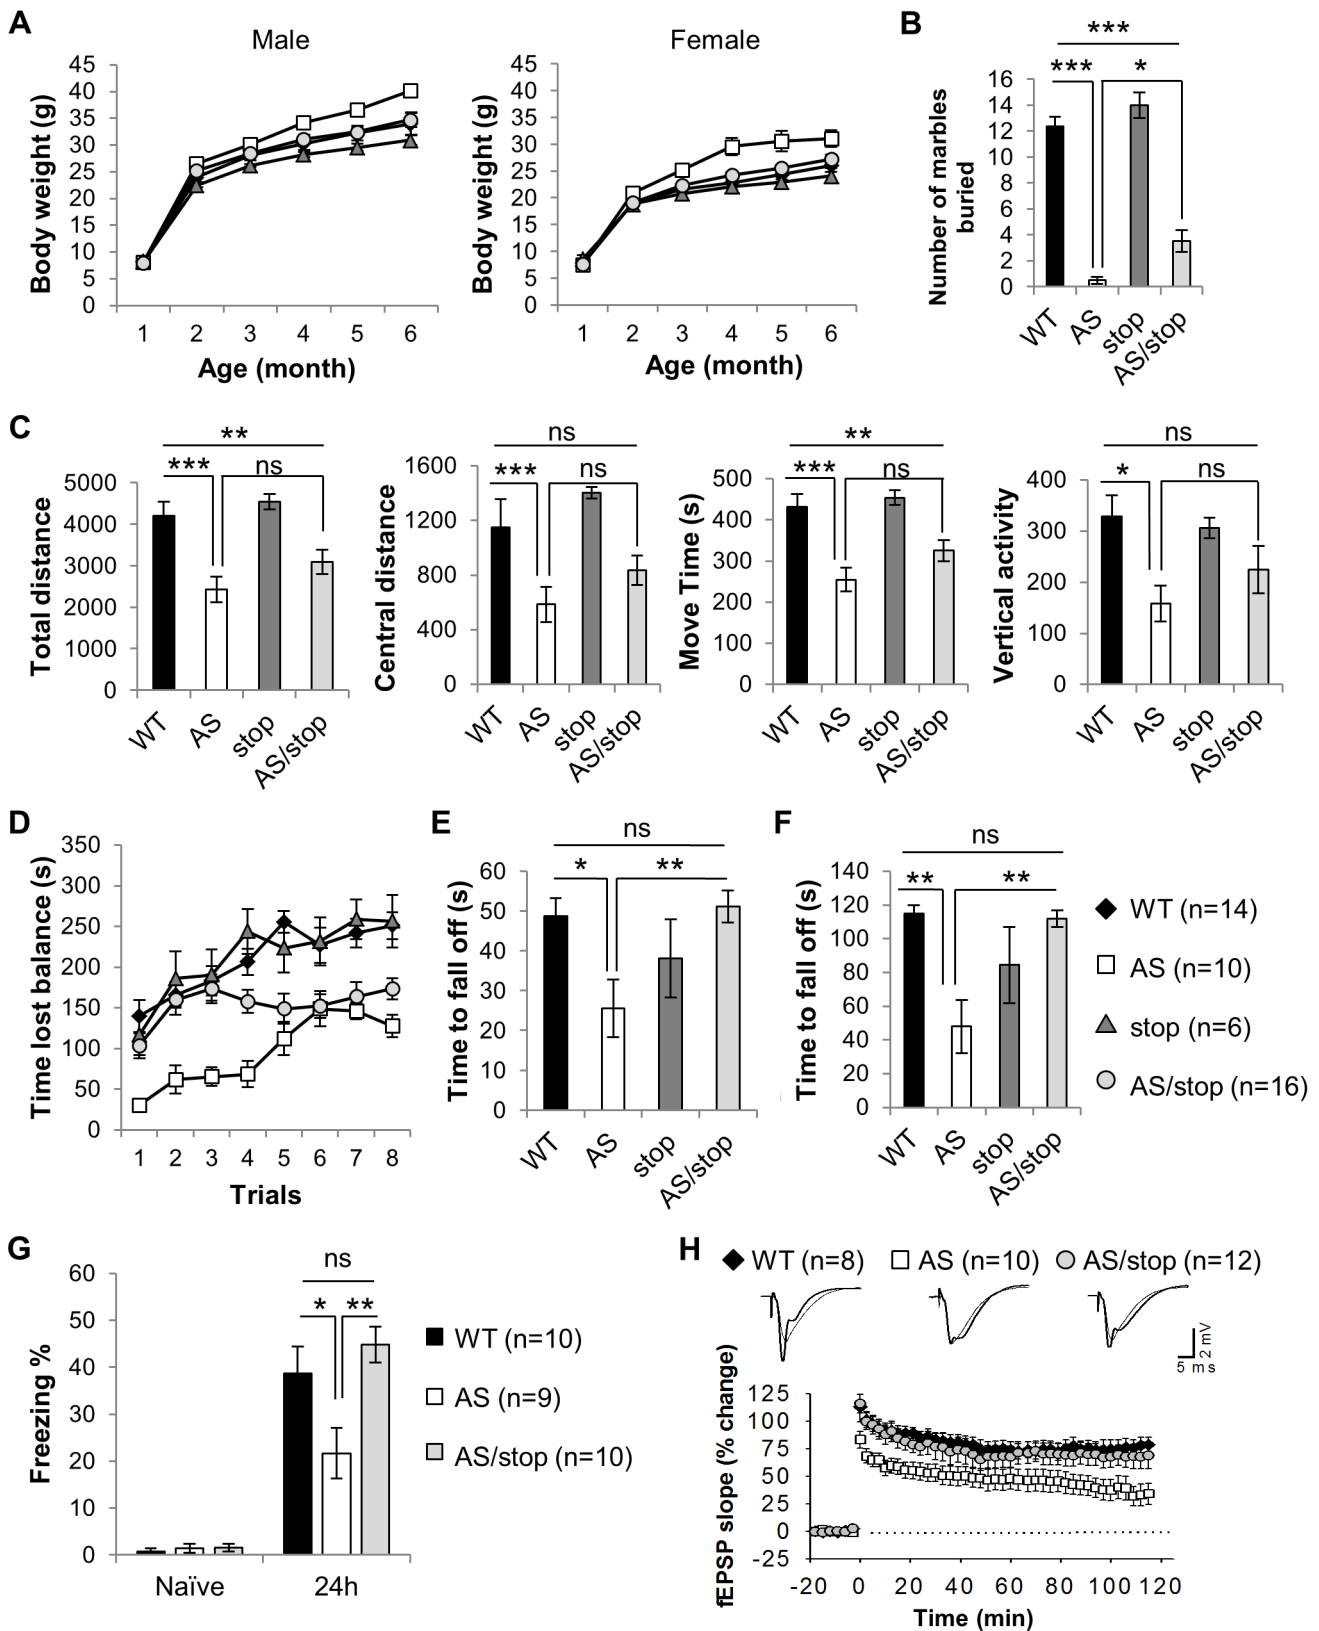 A
Male
Body weight (g)
45
40
35
30
25
20
15
10
5
0
1 2 3 4 5 6
Age (month)
Female
Body weight (g)
45
40
35
30
25
20
15
10
5
0
1 2 3 4 5 6
Age (month)
B
***
*** *
Number of marbles
buried
16
14
12
10
8
6
4
2
0
WT AS stop AS/stop
C
**
*** ns
Total distance
5000
4000
3000
2000
1000
0
WT AS stop AS/stop
ns
*** ns
Central distance
1600
1200
800
400
0
WT AS stop AS/stop
**
*** ns
Move Time (s)
500
400
300
200
100
0
WT AS stop AS/stop
ns
* ns
Vertical activity
400
300
200
100
0
WT AS stop AS/stop
D
Time lost balance (s)
350
300
250
200
150
100
50
0
1 2 3 4 5 6 7 8
Trials
E
ns
* **
Time to fall off (s)
60
50
40
30
20
10
0
WT AS stop AS/stop
F
ns
** **
Time to fall off (s)
140
120
100
80
60
40
20
0
WT AS stop AS/stop
WT (n=14)
AS (n=10)
stop (n=6)
AS/stop (n=16)
G
ns
* **
Freezing %
60
50
40
30
20
10
0
Naïve 24h
WT (n=10)
AS (n=9)
AS/stop (n=10)
H
WT (n=8) AS (n=10) AS/stop (n=12)
2 mV
5 ms
fEPSP slope (% change)
125
100
75
50
25
0
-25
-20 0 20 40 60 80 100 120
Time (min)